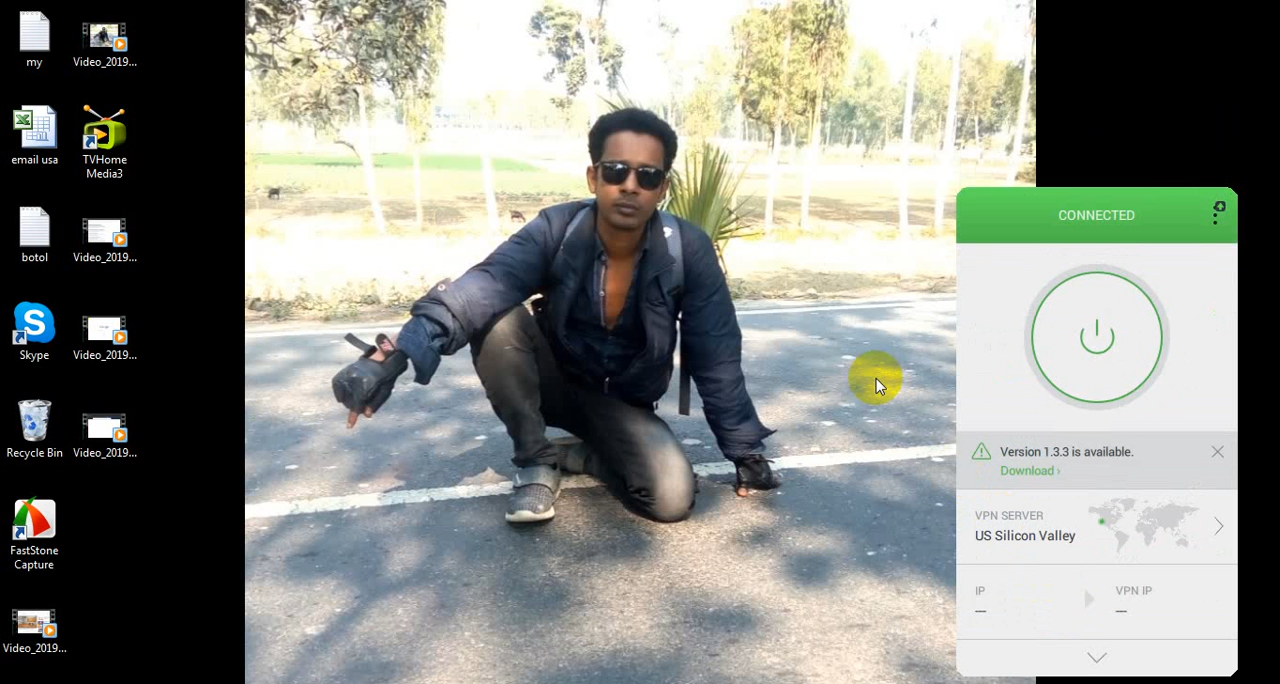 my
Video_2019...
email usa
TVHome
Media3
botol
Video_2019...
Skype
Video_2019...
Recycle Bin
Video_2019...
FastStone
Capture
Video_2019...
CONNECTED
Version 1.3.3 is available.
Download ›
VPN SERVER
US Silicon Valley
IP
VPN IP
—
—